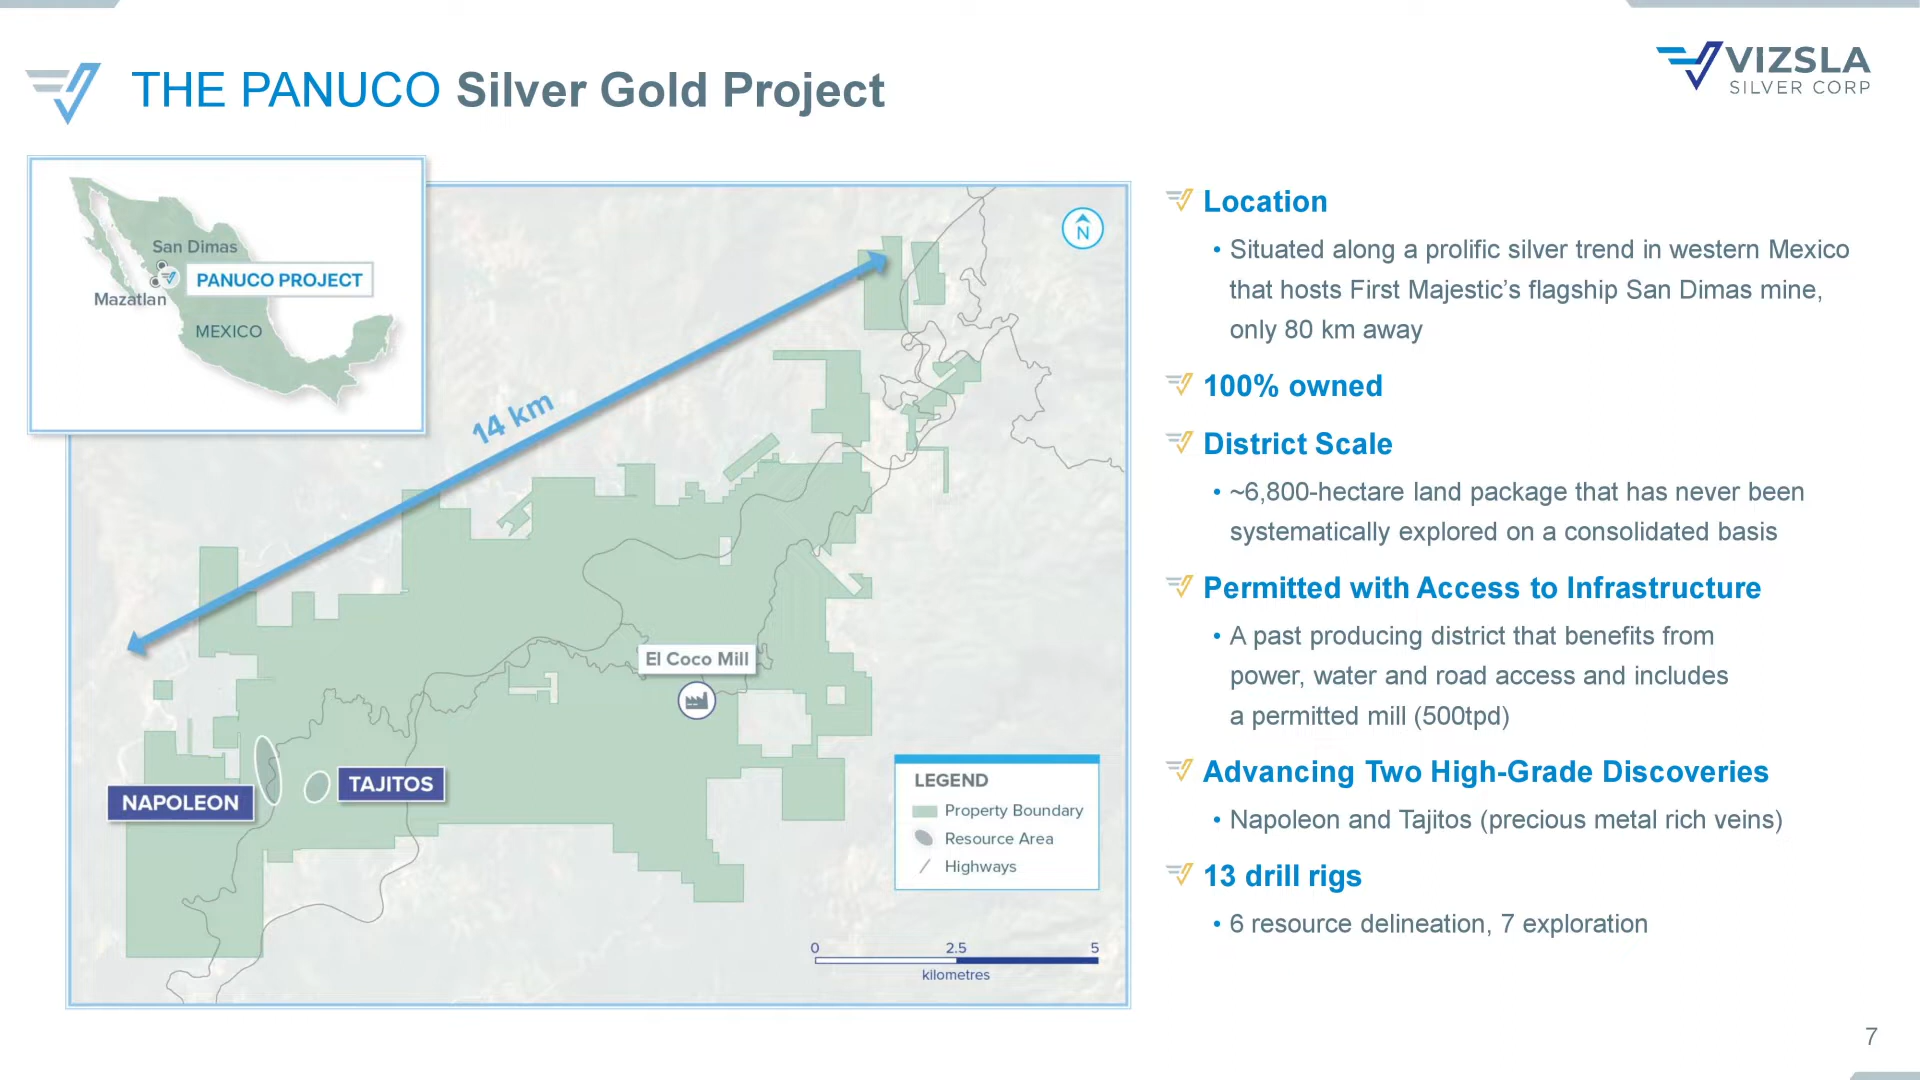 THE PANUCO Silver Gold Project
VIZSLA
SILVER CORP
San Dimas
PANUCO PROJECT
Mazatlan
MEXICO
N
14 km
El Coco Mill
NAPOLEON
TAJITOS
LEGEND
Property Boundary
Resource Area
Highways
0 2.5 5
kilometres
Location
• Situated along a prolific silver trend in western Mexico
that hosts First Majestic’s flagship San Dimas mine,
only 80 km away
100% owned
District Scale
• ~6,800-hectare land package that has never been
systematically explored on a consolidated basis
Permitted with Access to Infrastructure
• A past producing district that benefits from
power, water and road access and includes
a permitted mill (500tpd)
Advancing Two High-Grade Discoveries
• Napoleon and Tajitos (precious metal rich veins)
13 drill rigs
• 6 resource delineation, 7 exploration
7